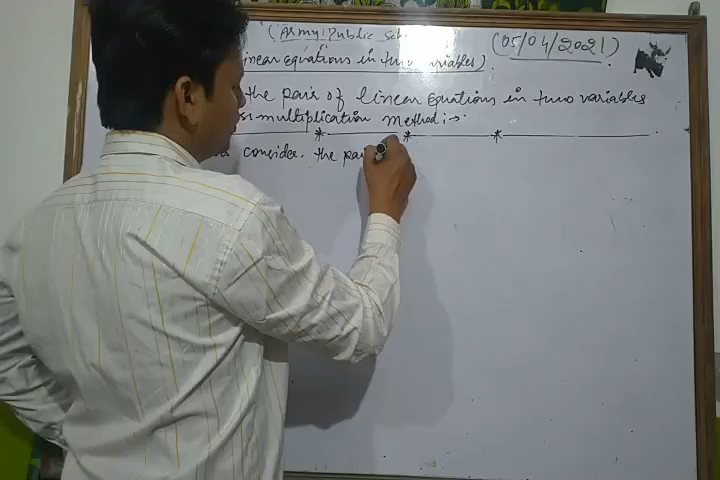 (Army Public Sch.
(05/04/2021)
inear Equations in two variables).
the pair of linear Equations in two variables
ss multiplication Method :→
consider the pai